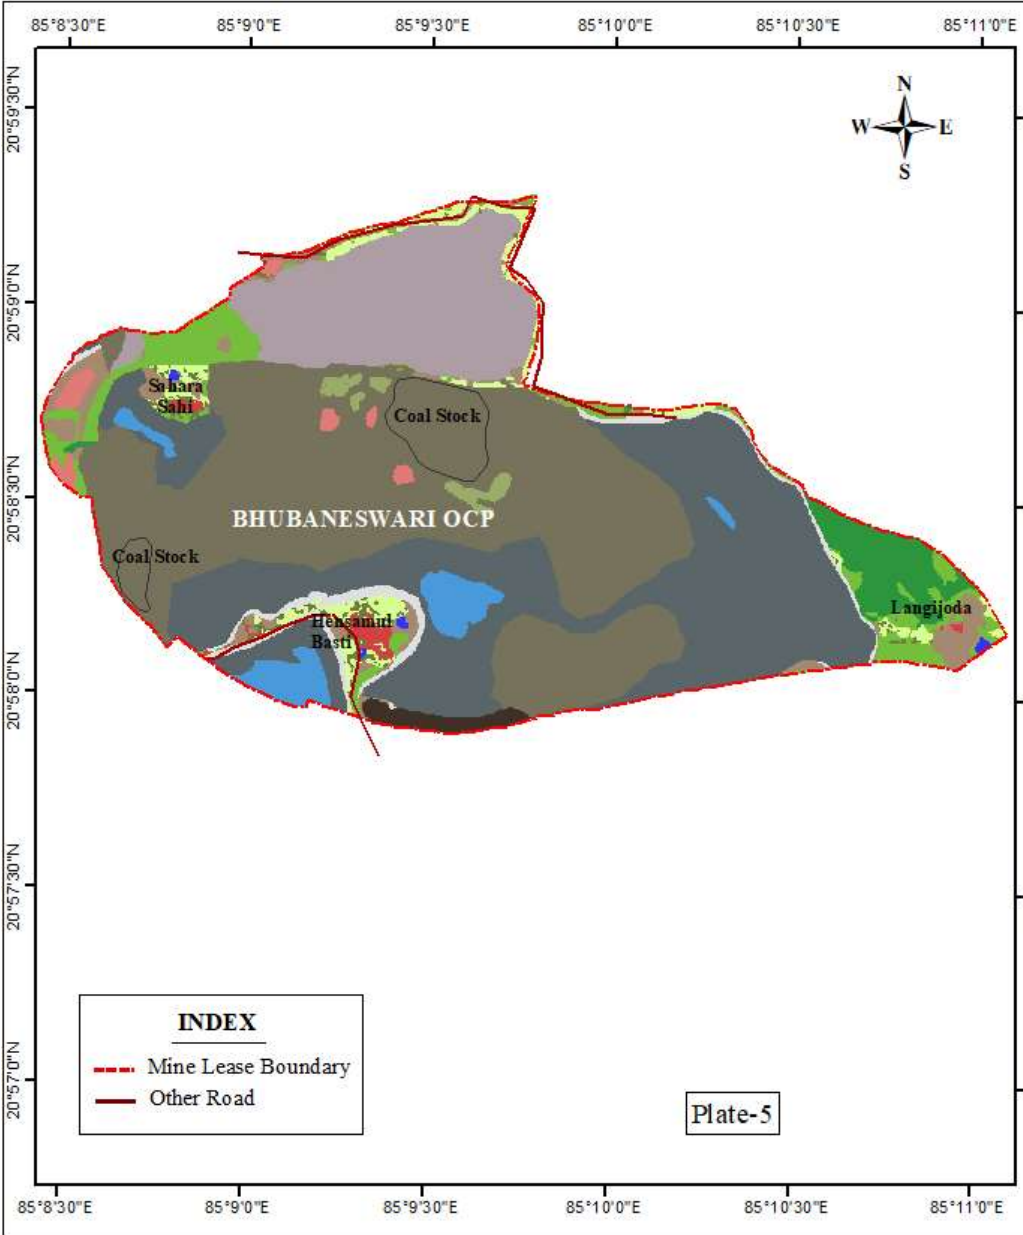 85°8'30"E 85°9'0"E 85°9'30"E 85°10'0"E 85°10'30"E 85°11'0"E
20°59'30"N
N
W E
S
20°59'0"N
Sahara
Sahi
Coal Stock
20°58'30"N
BHUBANESWARI OCP
Coal Stock
Langijoda
Hensamul
Basti
20°58'0"N
20°57'30"N
INDEX
Mine Lease Boundary
Other Road
20°57'0"N
Plate-5
85°8'30"E 85°9'0"E 85°9'30"E 85°10'0"E 85°10'30"E 85°11'0"E